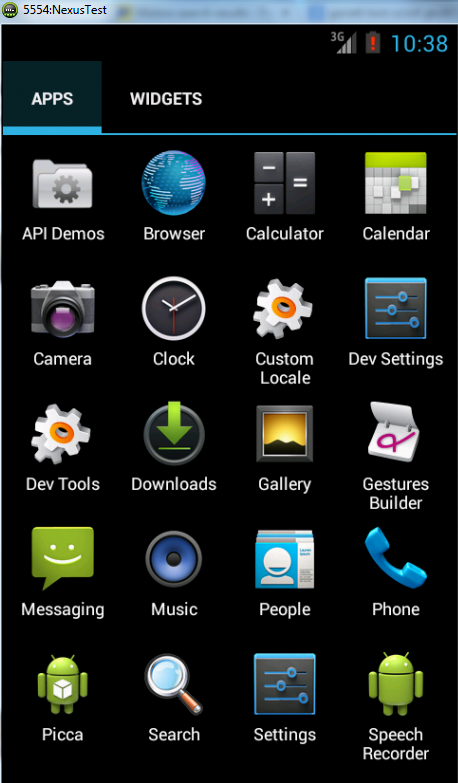 5554:NexusTest
3G
10:38
APPS
WIDGETS
API Demos
Browser
Calculator
Calendar
Camera
Clock
Custom
Locale
Dev Settings
Dev Tools
Downloads
Gallery
Gestures
Builder
Messaging
Music
People
Phone
Picca
Search
Settings
Speech
Recorder